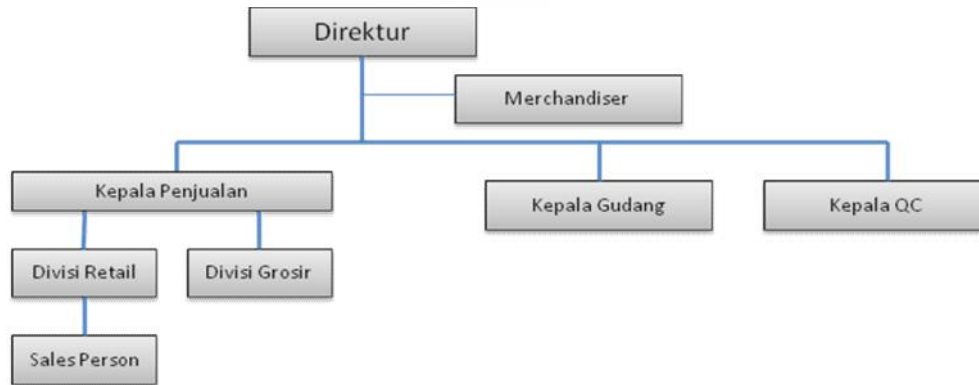 Direktur
Merchandiser
Kepala Penjualan
Kepala Gudang
Kepala QC
Divisi Retail
Divisi Grosir
Sales Person